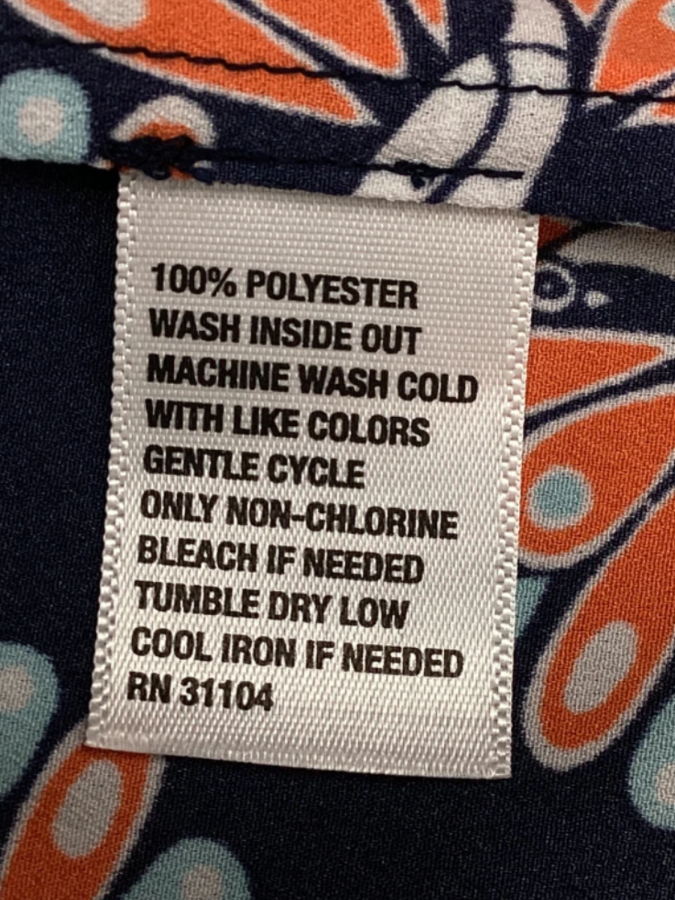 100% POLYESTER
WASH INSIDE OUT
MACHINE WASH COLD
WITH LIKE COLORS
GENTLE CYCLE
ONLY NON-CHLORINE
BLEACH IF NEEDED
TUMBLE DRY LOW
COOL IRON IF NEEDED
RN 31104